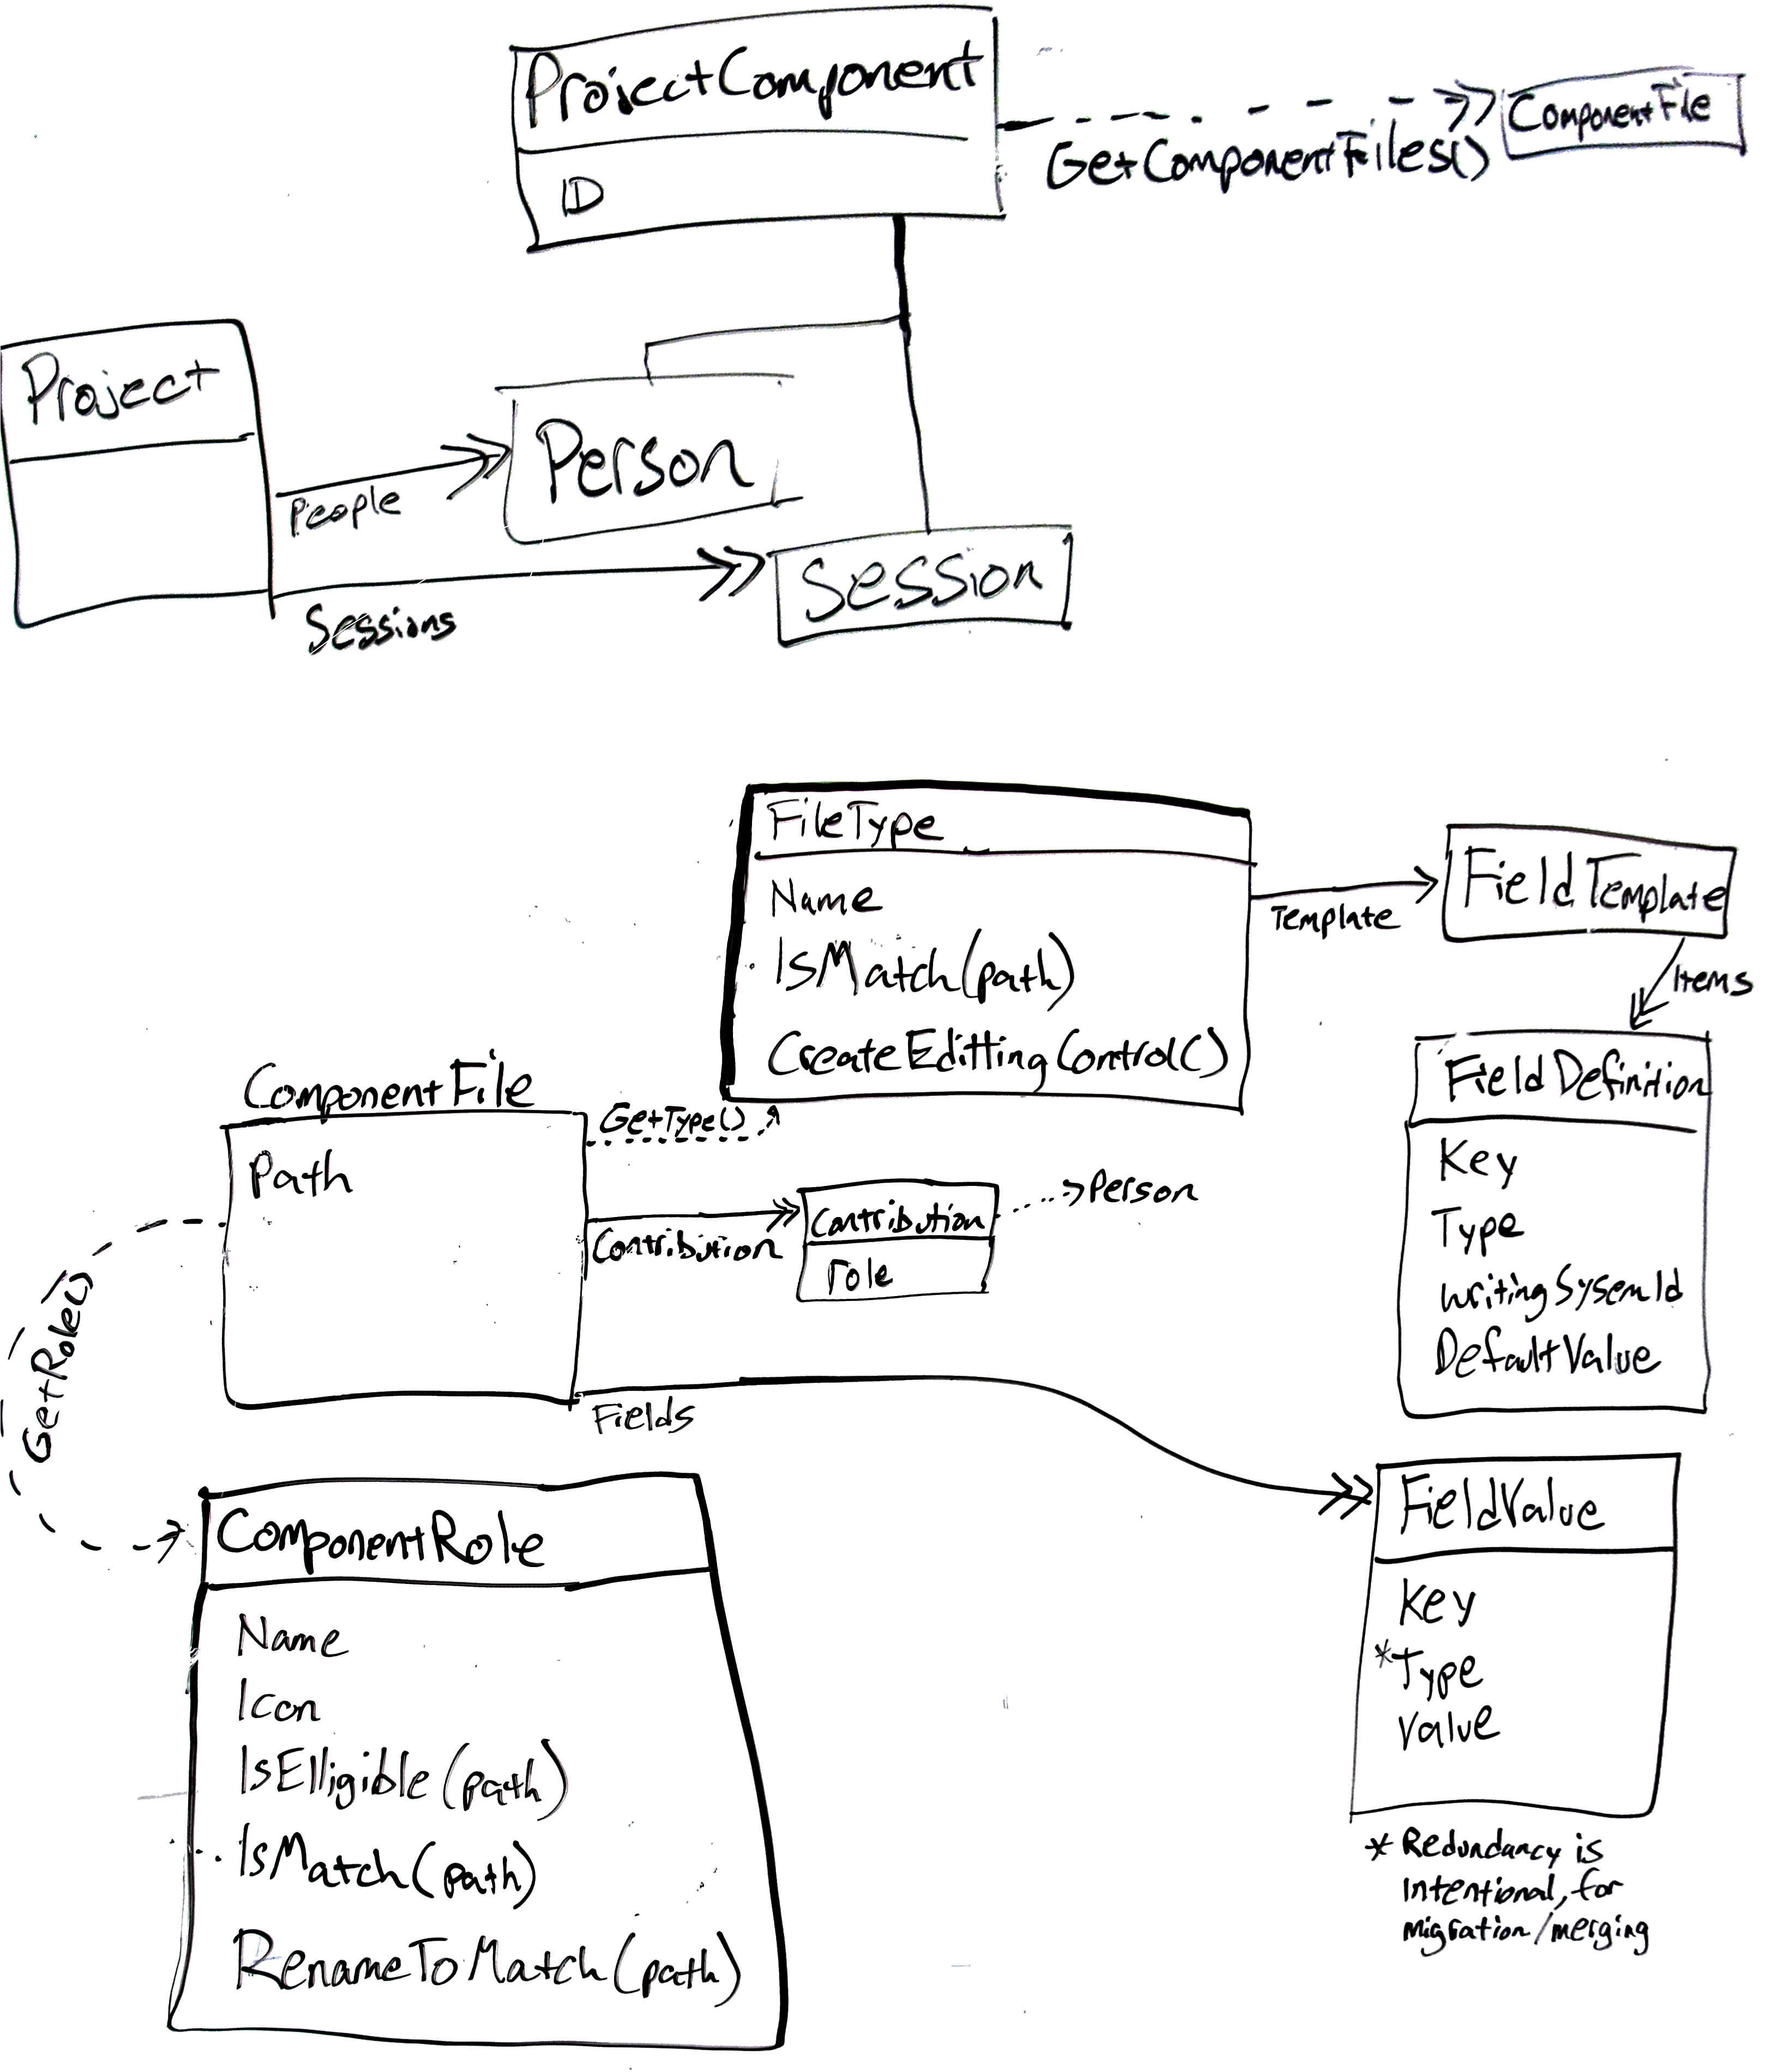 ProjectComponent
ID
GetComponentFiles()
ComponentFile
Project
People
Person
Sessions
Session
FileType
Name
IsMatch(path)
CreateEdittingControl()
Template
FieldTemplate
Items
FieldDefinition
Key
Type
WritingSysemId
DefaultValue
ComponentFile
Path
GetType()
Contribution
Contribution
role
Person
GetRole()
Fields
ComponentRole
Name
Icon
IsElligible(path)
IsMatch(path)
RenameToMatch(path)
FieldValue
Key
*Type
Value
* Redundancy is
intentional, for
migration/merging